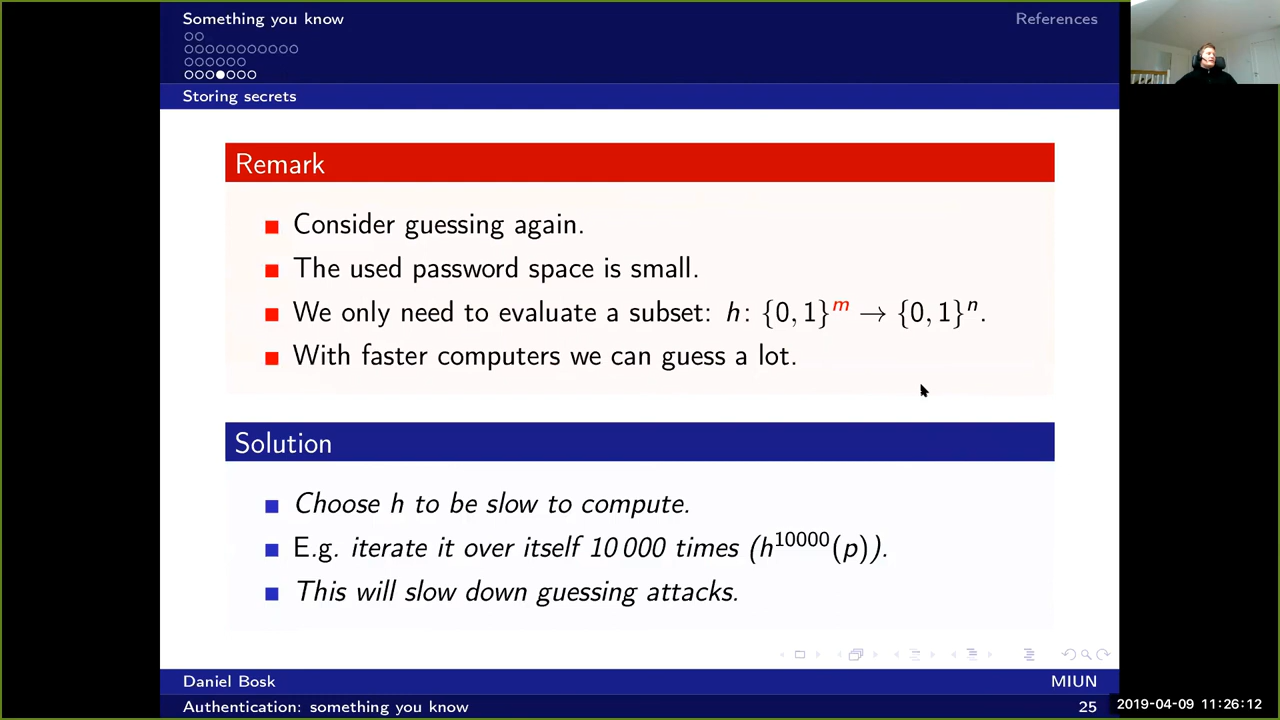 Something you know
References
Storing secrets
Remark
Consider guessing again.
The used password space is small.
We only need to evaluate a subset: h: {0, 1}^m → {0, 1}^n.
With faster computers we can guess a lot.
Solution
Choose h to be slow to compute.
E.g. iterate it over itself 10 000 times (h^10000(p)).
This will slow down guessing attacks.
Daniel Bosk
MIUN
Authentication: something you know
25
2019-04-09 11:26:12